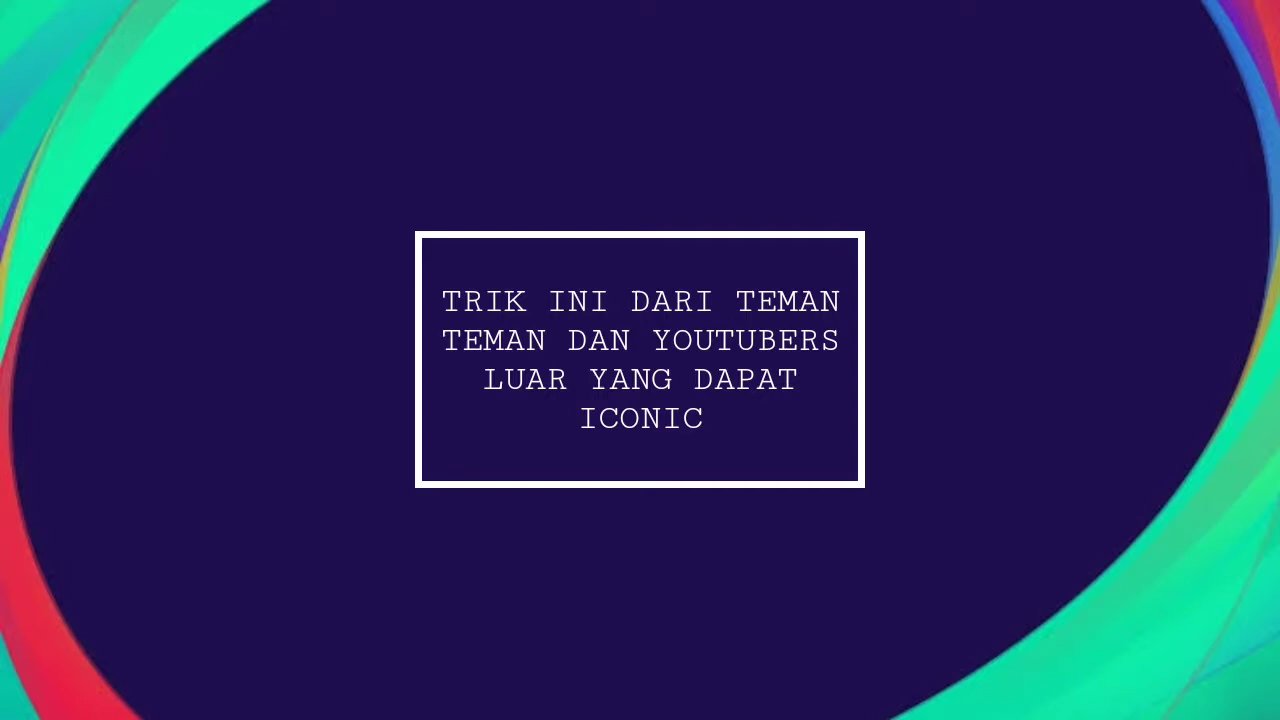 TRIK INI DARI TEMAN
TEMAN DAN YOUTUBERS
LUAR YANG DAPAT
ICONIC